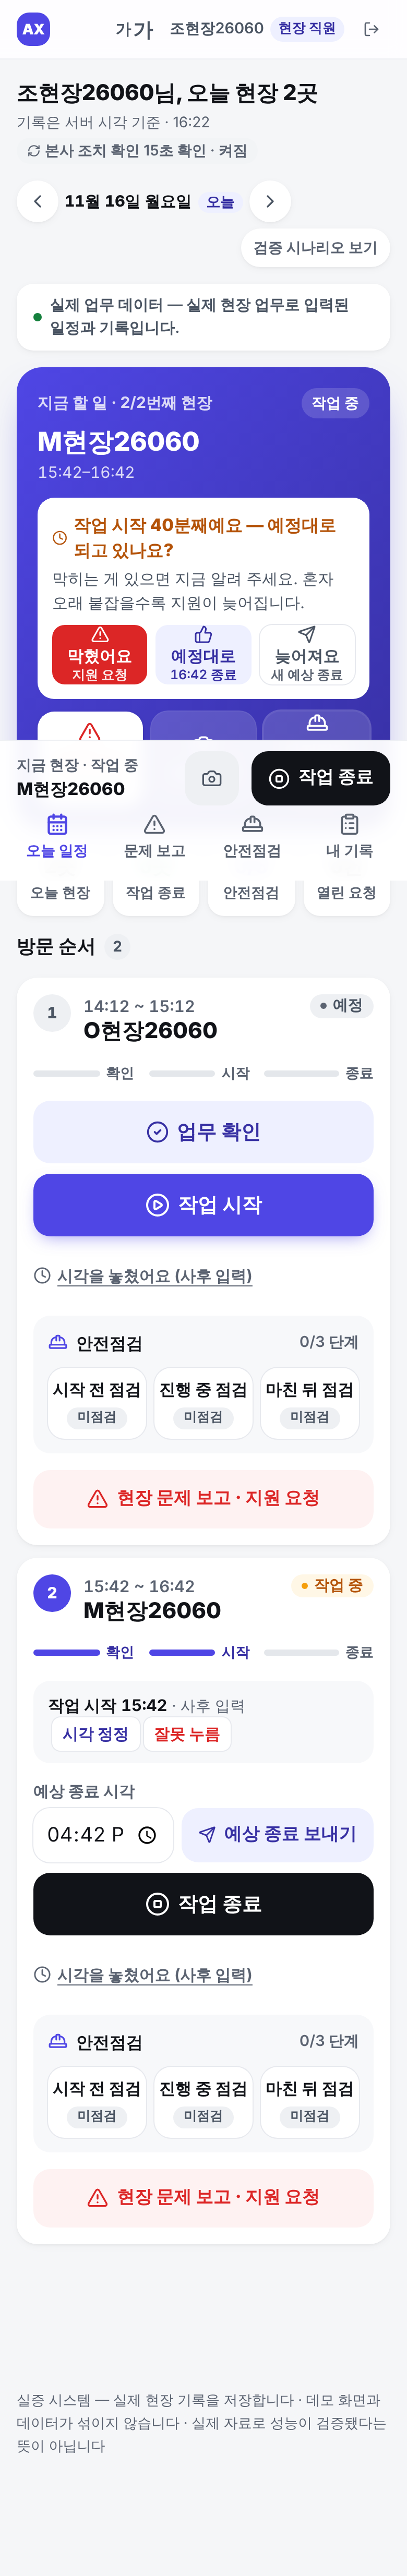 AX
가가
조현장26060 현장 직원
조현장26060님, 오늘 현장 2곳
기록은 서버 시각 기준 · 16:22
본사 조치 확인 15초 확인 · 켜짐
11월 16일 월요일 오늘
검증 시나리오 보기
실제 업무 데이터 — 실제 현장 업무로 입력된
일정과 기록입니다.
지금 할 일 · 2/2번째 현장
작업 중
M현장26060
15:42–16:42
작업 시작 40분째예요 — 예정대로
되고 있나요?
막히는 게 있으면 지금 알려 주세요. 혼자
오래 붙잡을수록 지원이 늦어집니다.
막혔어요
지원 요청
예정대로
16:42 종료
늦어져요
새 예상 종료
지금 현장 · 작업 중
M현장26060
작업 종료
오늘 일정
문제 보고
안전점검
내 기록
오늘 현장
작업 종료
안전점검
열린 요청
방문 순서 2
1
14:12 ~ 15:12
예정
O현장26060
확인
시작
종료
업무 확인
작업 시작
시각을 놓쳤어요 (사후 입력)
안전점검
0/3 단계
시작 전 점검
미점검
진행 중 점검
미점검
마친 뒤 점검
미점검
현장 문제 보고 · 지원 요청
2
15:42 ~ 16:42
작업 중
M현장26060
확인
시작
종료
작업 시작 15:42 · 사후 입력
시각 정정
잘못 누름
예상 종료 시각
04:42 P
예상 종료 보내기
작업 종료
시각을 놓쳤어요 (사후 입력)
안전점검
0/3 단계
시작 전 점검
미점검
진행 중 점검
미점검
마친 뒤 점검
미점검
현장 문제 보고 · 지원 요청
실증 시스템 — 실제 현장 기록을 저장합니다 · 데모 화면과
데이터가 섞이지 않습니다 · 실제 자료로 성능이 검증됐다는
뜻이 아닙니다